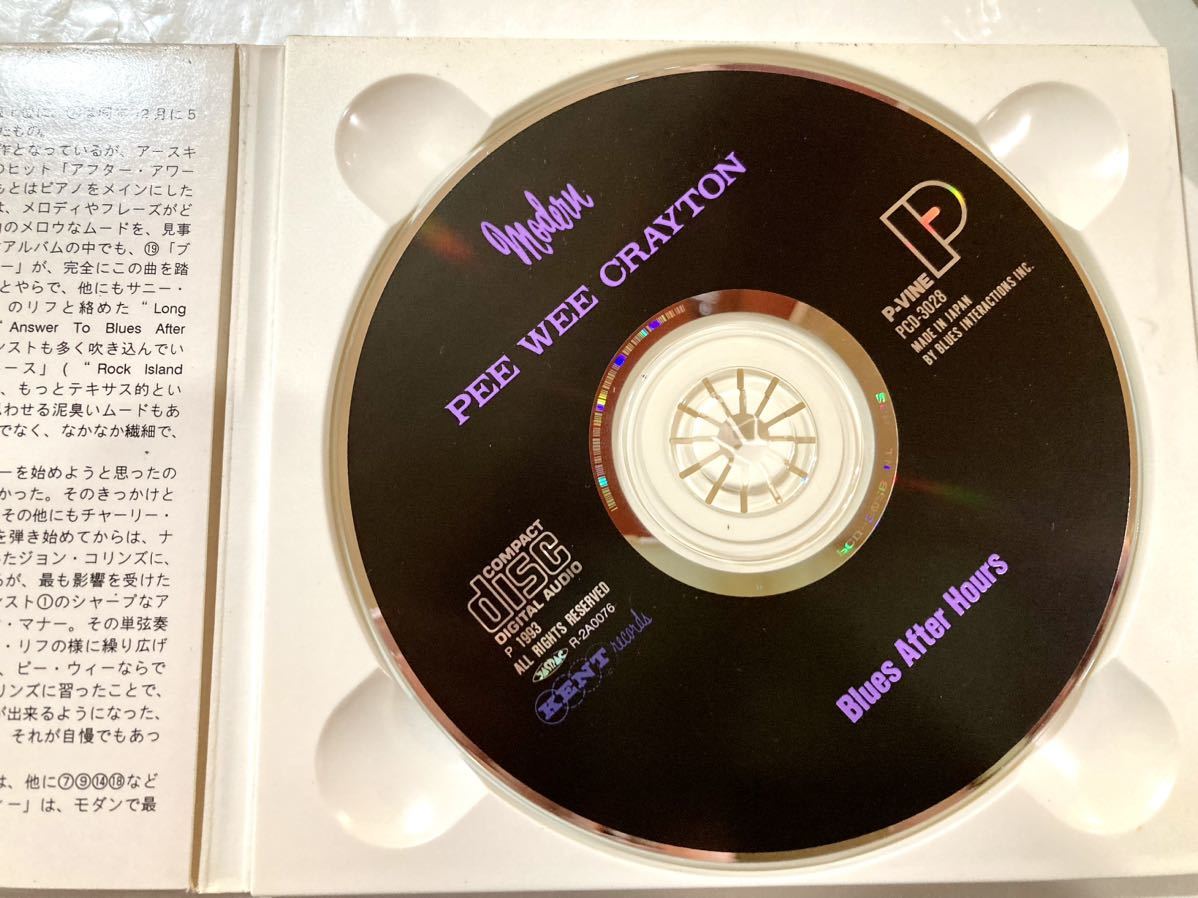 月に5
たもの。
作となっているが、アースキ
のヒット「アフター・アワー
もとはピアノをメインにした
は、メロディやフレーズがど
のメロウなムードを、見事
アルバムの中でも、⑲「ブ
ー」が、完全にこの曲を踏
とやらで、他にもサニー・
のリフと絡めた“Long
“Answer To Blues After
ンストも多く吹き込んでい
ース」(“Rock Island
、もっとテキサス的とい
わせる泥臭いムードもあ
でなく、なかなか繊細で、
ーを始めようと思ったの
かった。そのきっかけと
その他にもチャーリー・
を弾き始めてからは、ナ
ったジョン・コリンズに、
るが、最も影響を受けた
ンスト①のシャープなア
・マナー。その単弦奏
・リフの様に繰り広げ
、ピー・ウィーならで
リンズに習ったことで、
が出来るようになった、
それが自慢でもあっ
は、他に⑦⑨⑭⑱など
ィー」は、モダンで最
Modern
PEE WEE CRAYTON
P-VINE
PCD-3028
MADE IN JAPAN
BY BLUES INTERACTIONS INC.
COMPACT
disc
DIGITAL AUDIO
P 1993
ALL RIGHTS RESERVED
R-2A0076
KENT records
Blues After Hours